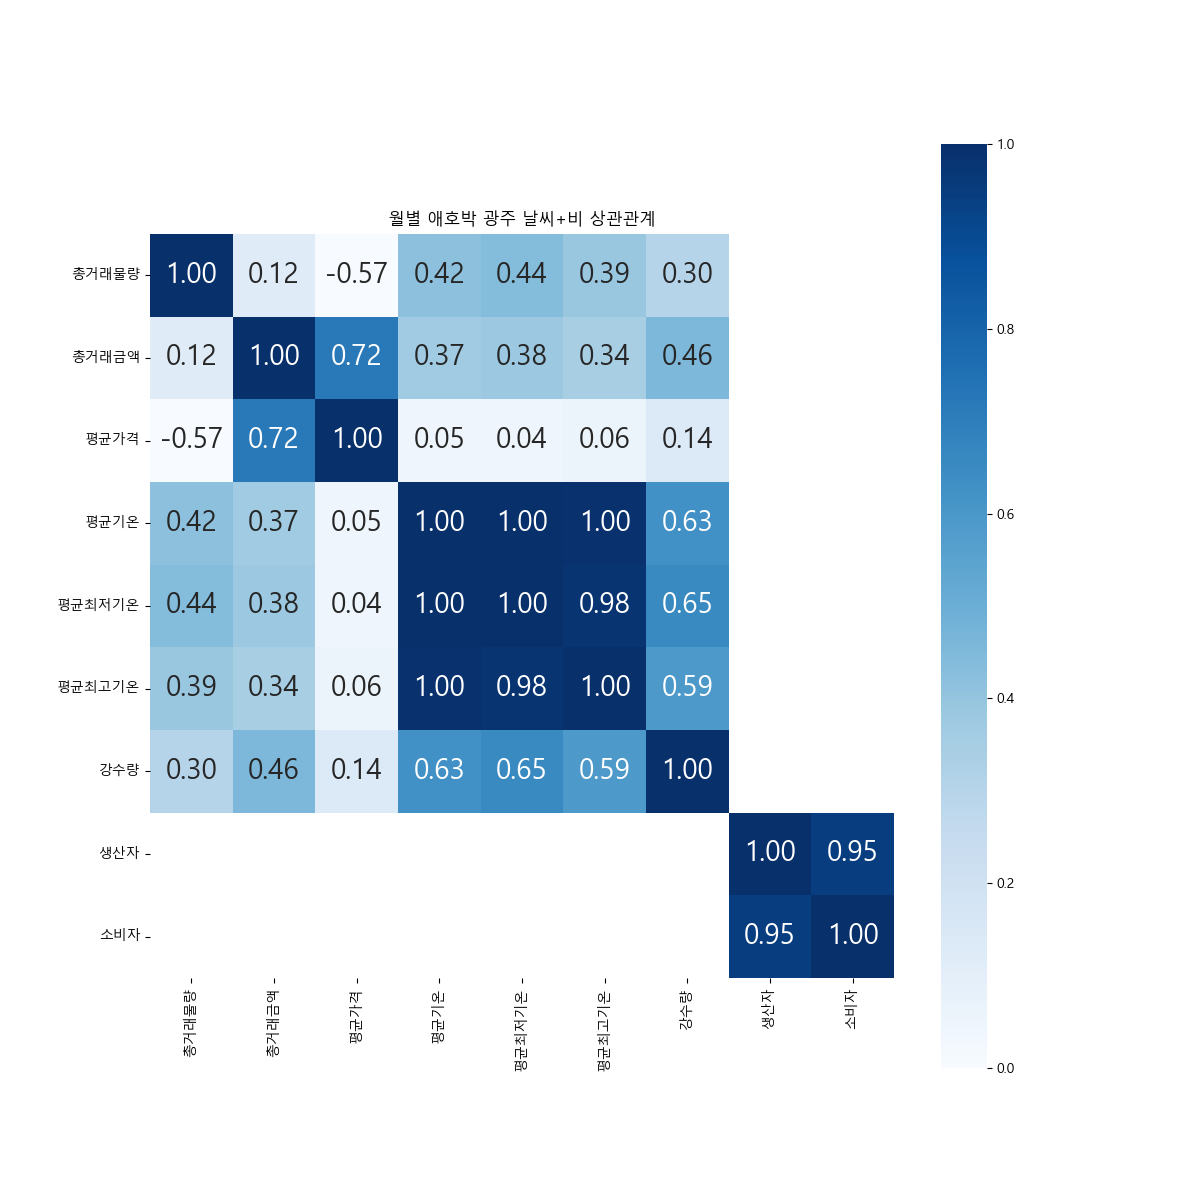 월별 애호박 광주 날씨+비 상관관계
총거래물량 1.00 0.12 -0.57 0.42 0.44 0.39 0.30
총거래금액 0.12 1.00 0.72 0.37 0.38 0.34 0.46
평균가격 -0.57 0.72 1.00 0.05 0.04 0.06 0.14
평균기온 0.42 0.37 0.05 1.00 1.00 1.00 0.63
평균최저기온 0.44 0.38 0.04 1.00 1.00 0.98 0.65
평균최고기온 0.39 0.34 0.06 1.00 0.98 1.00 0.59
강수량 0.30 0.46 0.14 0.63 0.65 0.59 1.00
생산자 1.00 0.95
소비자 0.95 1.00
총거래물량 총거래금액 평균가격 평균기온 평균최저기온 평균최고기온 강수량 생산자 소비자
1.0
0.8
0.6
0.4
0.2
0.0